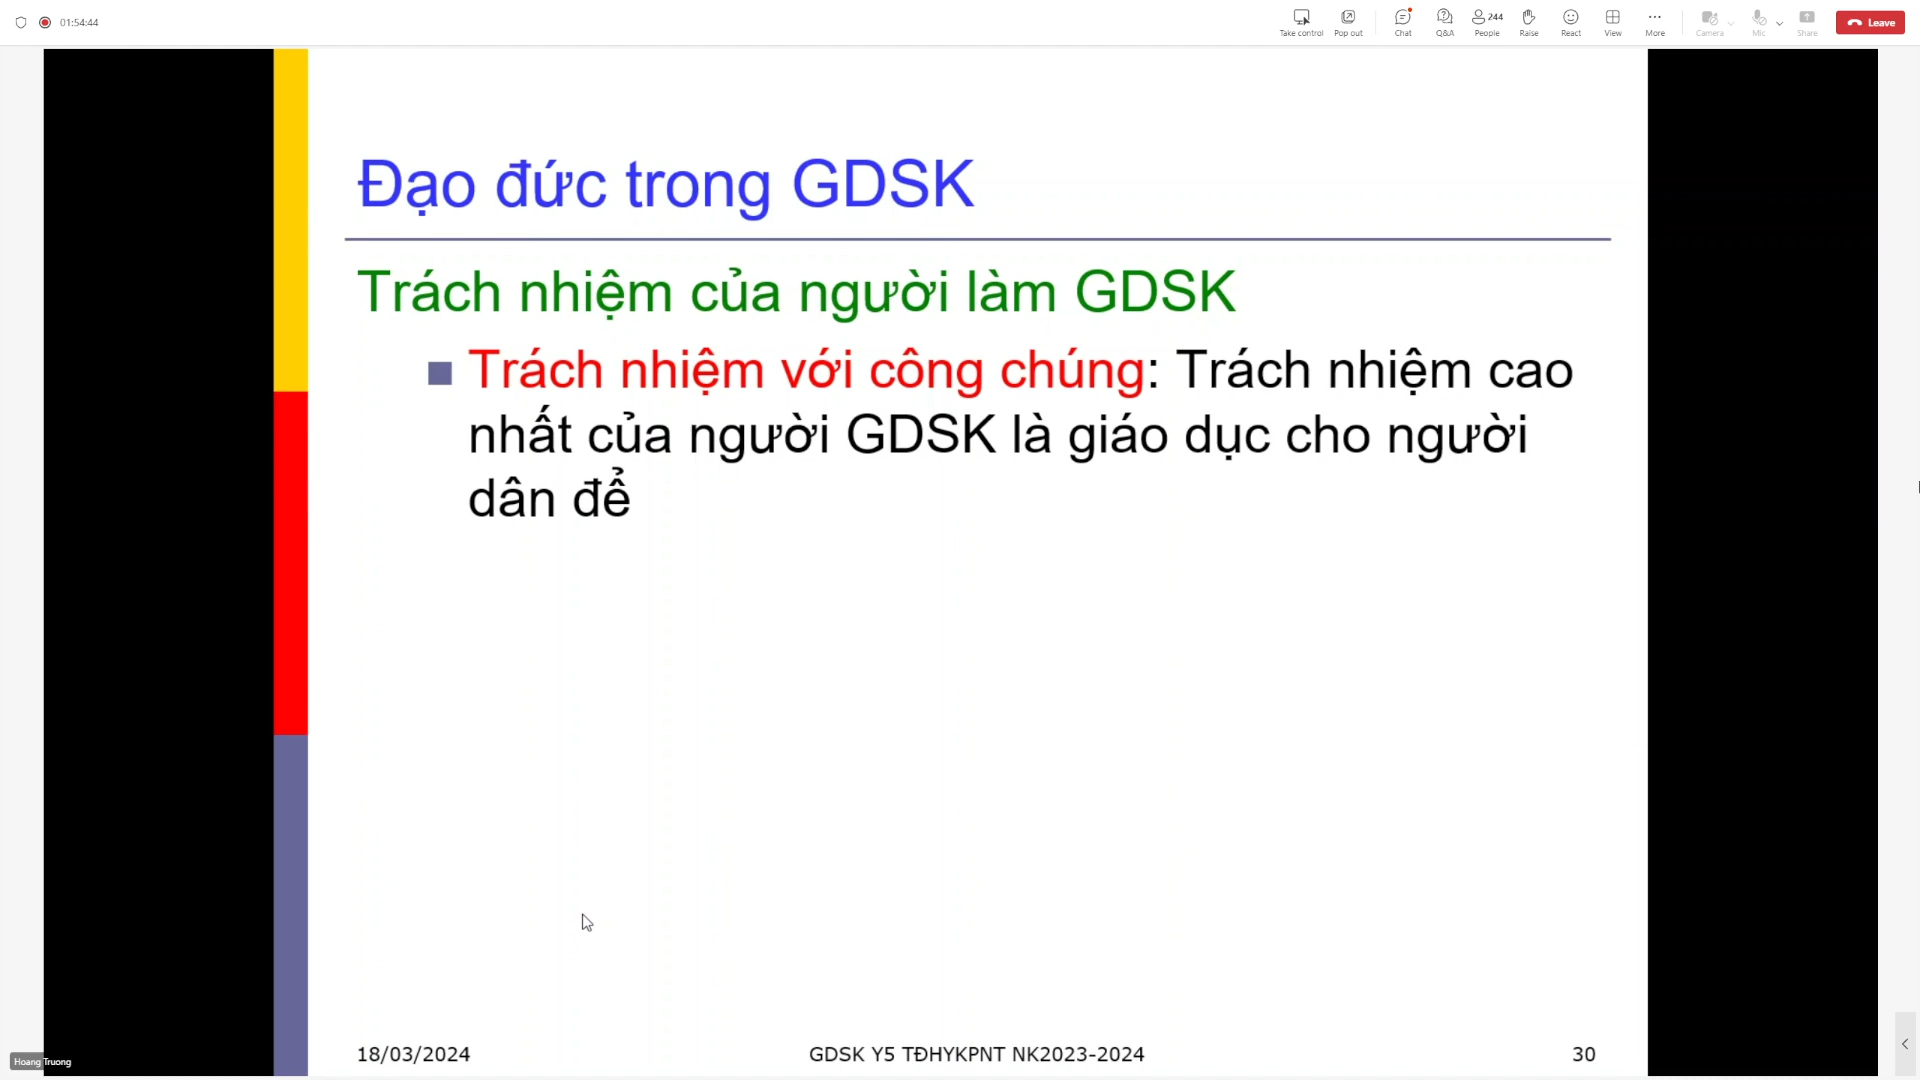 01:54:44
Take control
Pop out
Chat
Q&A
244
People
Raise
React
View
More
Camera
Mic
Share
Leave
Đạo đức trong GDSK
Trách nhiệm của người làm GDSK
Trách nhiệm với công chúng: Trách nhiệm cao
nhất của người GDSK là giáo dục cho người
dân để
18/03/2024
GDSK Y5 TĐHYKPNT NK2023-2024
30
Hoang Truong